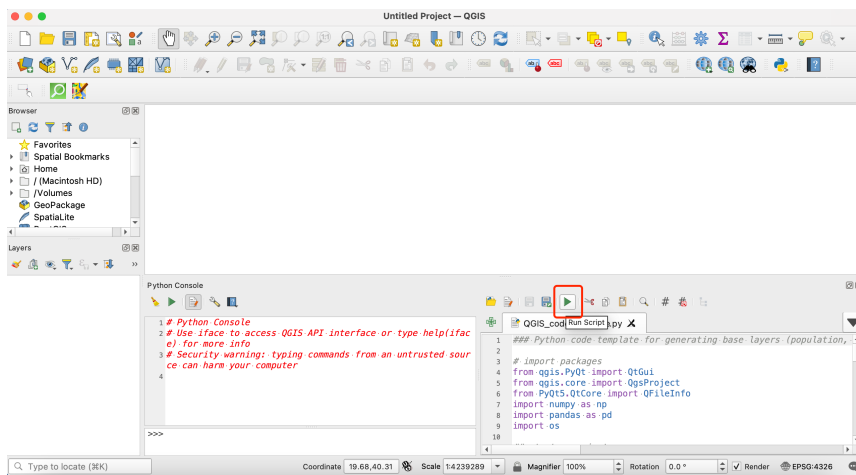 Untitled Project — QGIS
Browser
Favorites
Spatial Bookmarks
Home
/ (Macintosh HD)
/Volumes
GeoPackage
SpatiaLite
Layers
»
Python Console
1 # Python Console
2 # Use iface to access QGIS API interface or type help(ifac
e) for more info
3 # Security warning: typing commands from an untrusted sour
ce can harm your computer
4
>>>
Run Script
1 ### Python code template for generating base layers (population,
2
3 # import packages
4 from qgis.PyQt import QtGui
5 from qgis.core import QgsProject
6 from PyQt5.QtCore import QFileInfo
7 import numpy as np
8 import pandas as pd
9 import os
10
Type to locate (⌘K)
Coordinate 19.68,40.31 Scale 1:4239289 Magnifier 100% Rotation 0.0 ° Render EPSG:4326